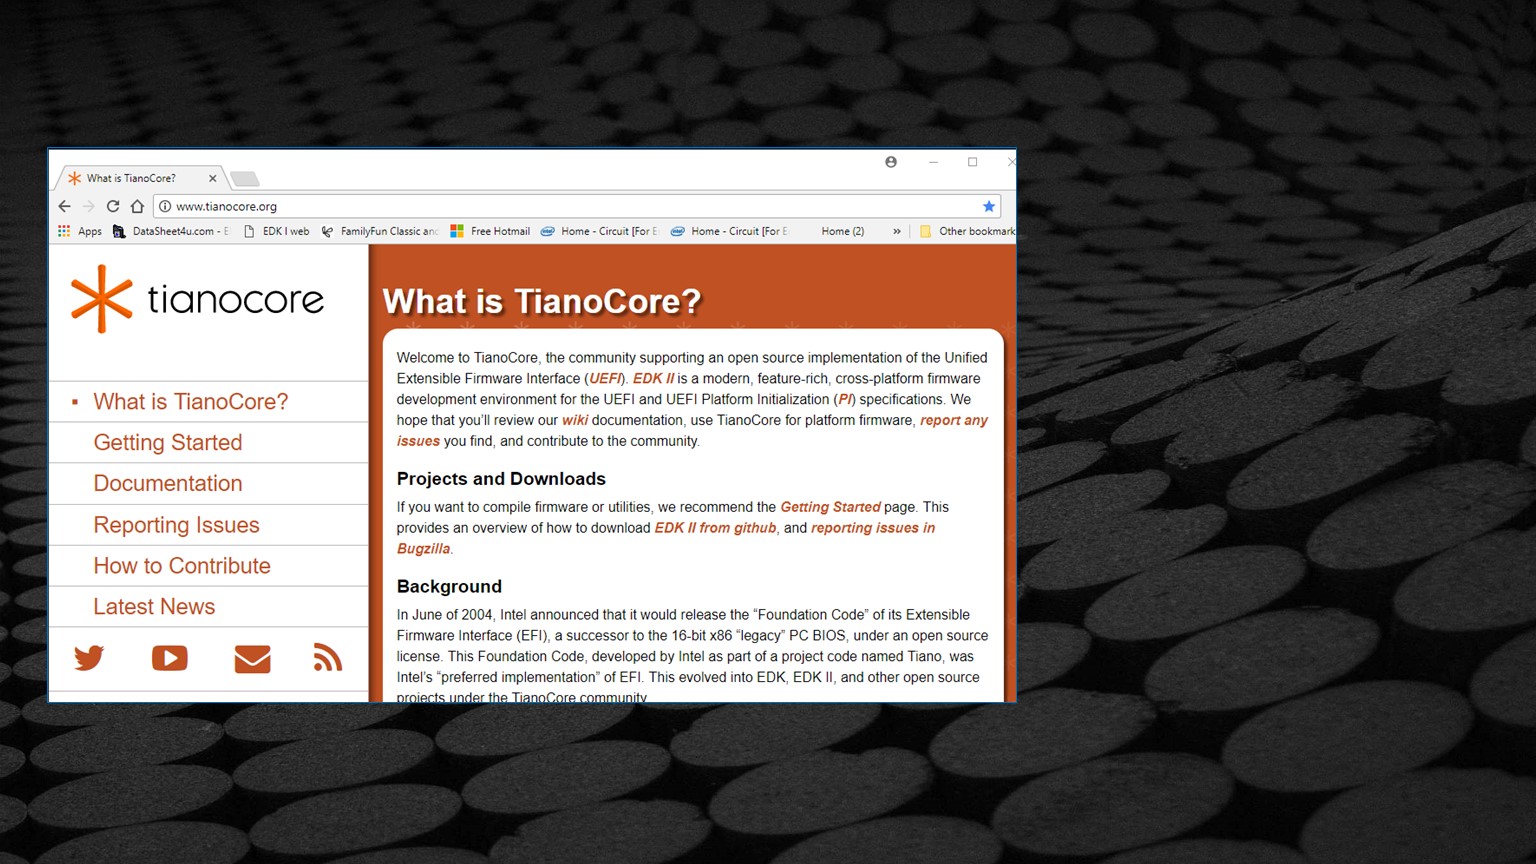 What is TianoCore?
www.tianocore.org
Apps DataSheet4u.com - EDK I web FamilyFun Classic and Free Hotmail Home - Circuit [For E Home - Circuit [For E Home (2) » Other bookmark
tianocore
What is TianoCore?
Getting Started
Documentation
Reporting Issues
How to Contribute
Latest News
What is TianoCore?
Welcome to TianoCore, the community supporting an open source implementation of the Unified
Extensible Firmware Interface (UEFI). EDK II is a modern, feature-rich, cross-platform firmware
development environment for the UEFI and UEFI Platform Initialization (PI) specifications. We
hope that you’ll review our wiki documentation, use TianoCore for platform firmware, report any
issues you find, and contribute to the community.
Projects and Downloads
If you want to compile firmware or utilities, we recommend the Getting Started page. This
provides an overview of how to download EDK II from github, and reporting issues in
Bugzilla.
Background
In June of 2004, Intel announced that it would release the “Foundation Code” of its Extensible
Firmware Interface (EFI), a successor to the 16-bit x86 “legacy” PC BIOS, under an open source
license. This Foundation Code, developed by Intel as part of a project code named Tiano, was
Intel’s “preferred implementation” of EFI. This evolved into EDK, EDK II, and other open source
projects under the TianoCore community